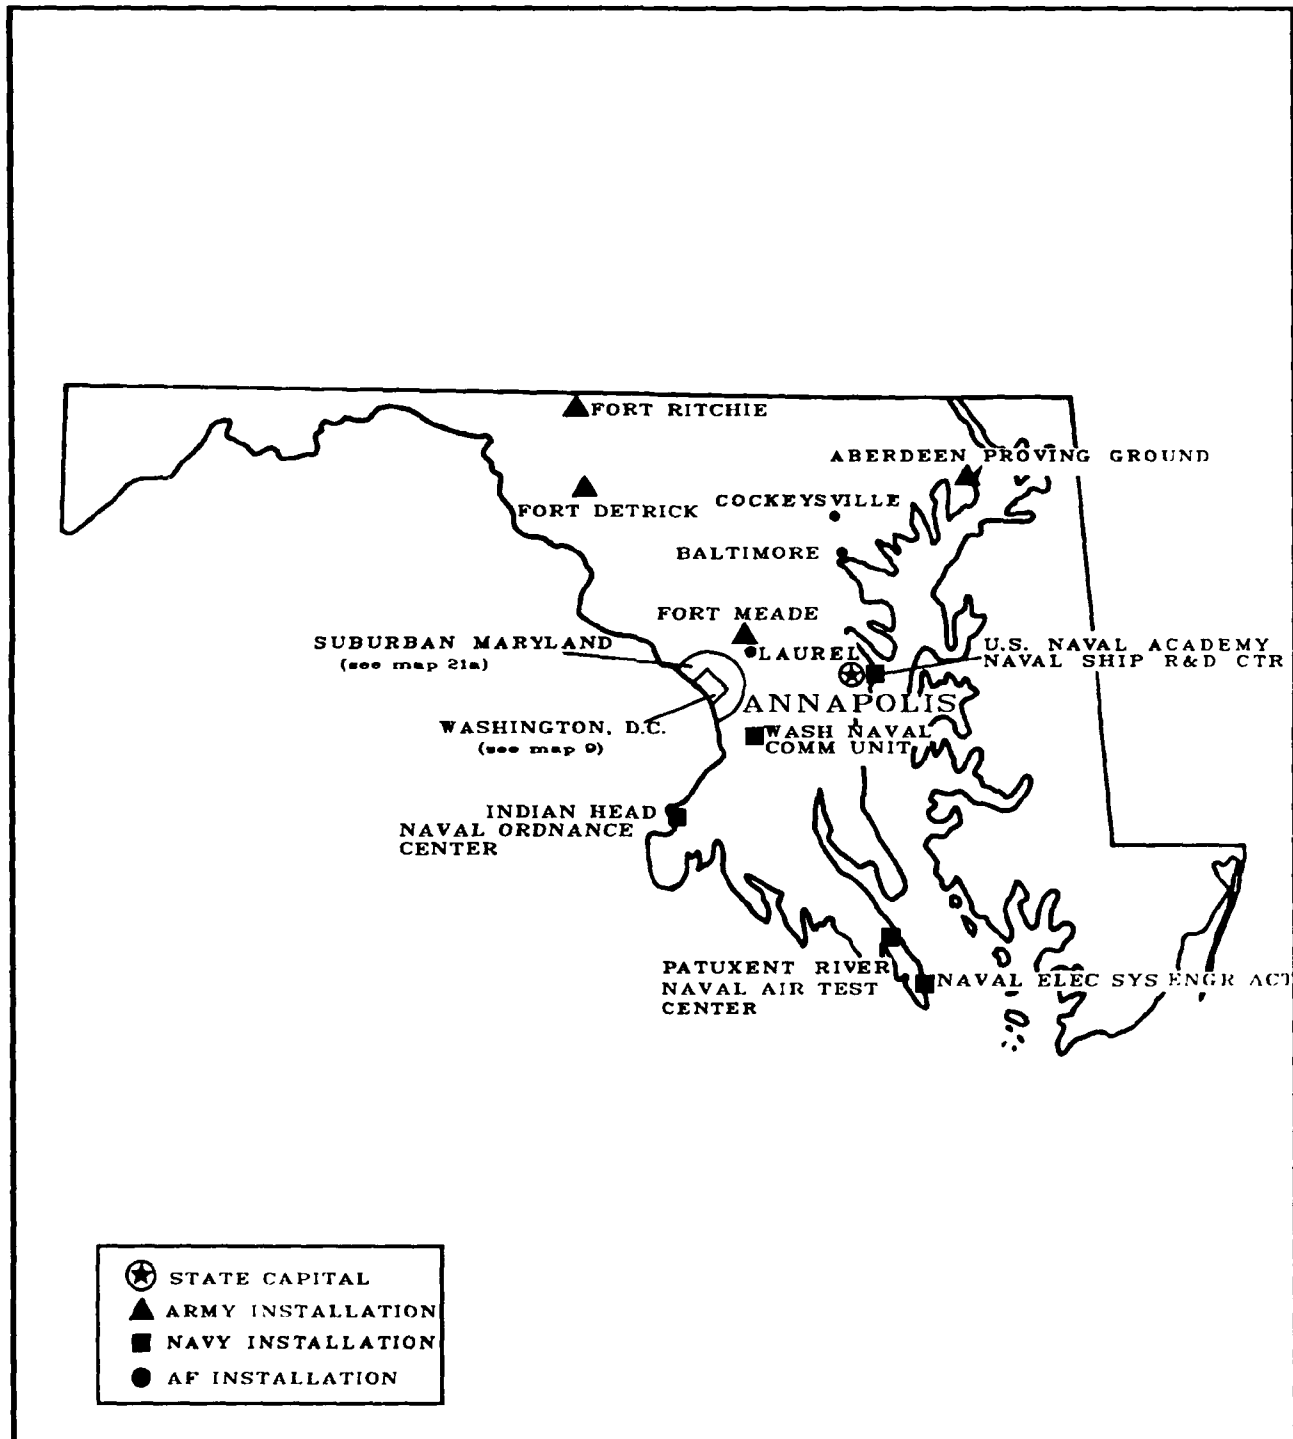 FORT RITCHIE
ABERDEEN PROVING GROUND
COCKEYSVILLE
FORT DETRICK
BALTIMORE
FORT MEADE
SUBURBAN MARYLAND
(see map 21a)
LAUREL
U.S. NAVAL ACADEMY
NAVAL SHIP R&D CTR
ANNAPOLIS
WASHINGTON, D.C.
(see map 9)
WASH NAVAL
COMM UNIT
INDIAN HEAD
NAVAL ORDNANCE
CENTER
PATUXENT RIVER
NAVAL AIR TEST
CENTER
NAVAL ELEC SYS ENGR ACT
STATE CAPITAL
ARMY INSTALLATION
NAVY INSTALLATION
AF INSTALLATION